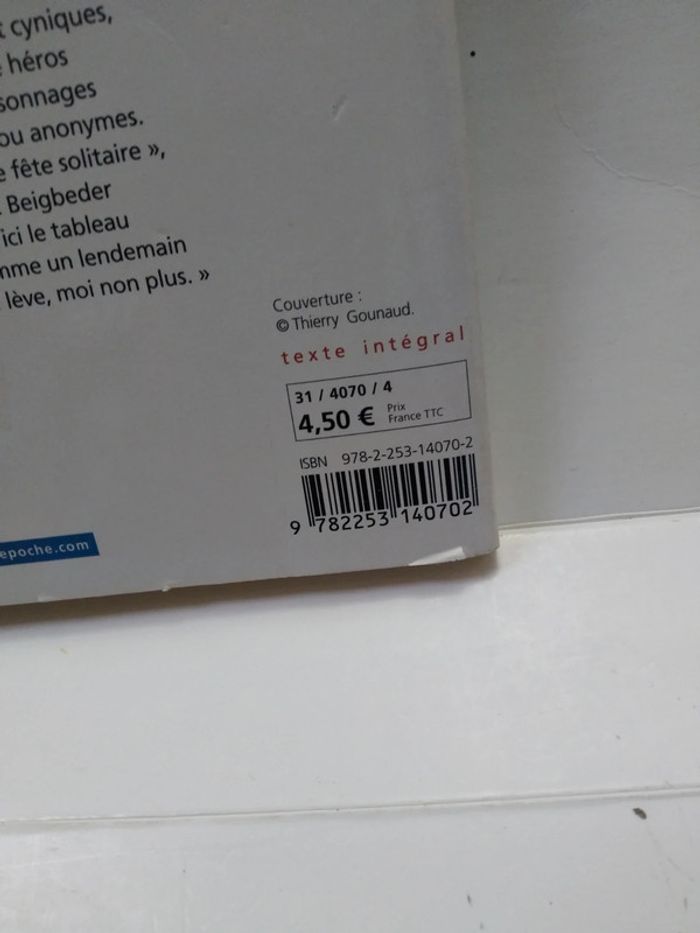 cyniques,
héros
sonnages
ou anonymes.
fête solitaire »,
Beigbeder
ici le tableau
mme un lendemain
lève, moi non plus. »
Couverture :
© Thierry Gounaud.
texte intégral
31 / 4070 / 4
4,50 € Prix
France TTC
ISBN 978-2-253-14070-2
9 782253 140702
epoche.com